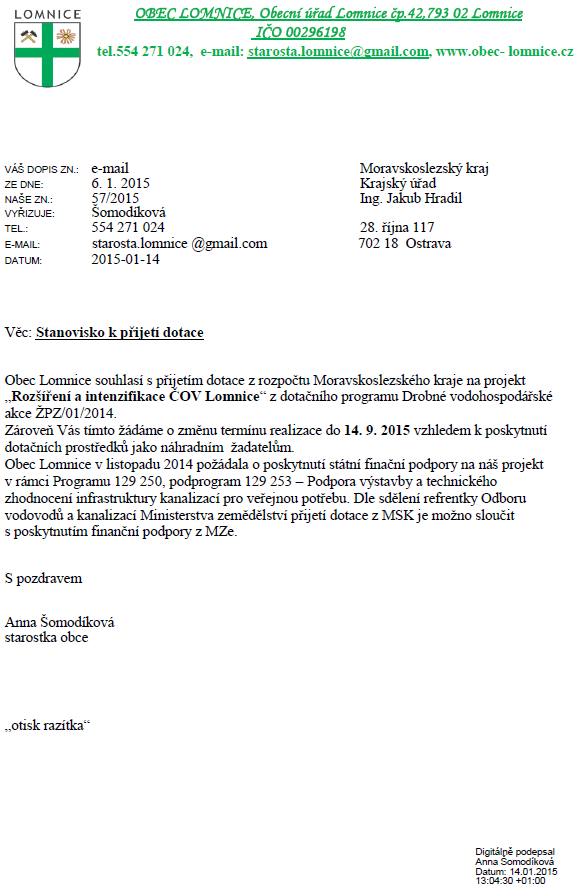 LOMNICE
OBEC LOMNICE, Obecní úřad Lomnice čp.42,793 02 Lomnice
IČO 00296198
tel.554 271 024, e-mail: starosta.lomnice@gmail.com, www.obec- lomnice.cz
VÁŠ DOPIS ZN.: e-mail
ZE DNE: 6. 1. 2015
NAŠE ZN.: 57/2015
VYŘIZUJE: Šomodíková
TEL.: 554 271 024
E-MAIL: starosta.lomnice @gmail.com
DATUM: 2015-01-14
Moravskoslezský kraj
Krajský úřad
Ing. Jakub Hradil
28. října 117
702 18 Ostrava
Věc: Stanovisko k přijetí dotace
Obec Lomnice souhlasí s přijetím dotace z rozpočtu Moravskoslezského kraje na projekt
„Rozšíření a intenzifikace ČOV Lomnice“ z dotačního programu Drobné vodohospodářské
akce ŽPZ/01/2014.
Zároveň Vás tímto žádáme o změnu termínu realizace do 14. 9. 2015 vzhledem k poskytnutí
dotačních prostředků jako náhradním žadatelům.
Obec Lomnice v listopadu 2014 požádala o poskytnutí státní finanční podpory na náš projekt
v rámci Programu 129 250, podprogram 129 253 – Podpora výstavby a technického
zhodnocení infrastruktury kanalizací pro veřejnou potřebu. Dle sdělení refrentky Odboru
vodovodů a kanalizací Ministerstva zemědělství přijetí dotace z MSK je možno sloučit
s poskytnutím finanční podpory z MZe.
S pozdravem
Anna Šomodíková
starostka obce
„otisk razítka“
Digitálně podepsal
Anna Šomodíková
Datum: 14.01.2015
13:04:30 +01:00